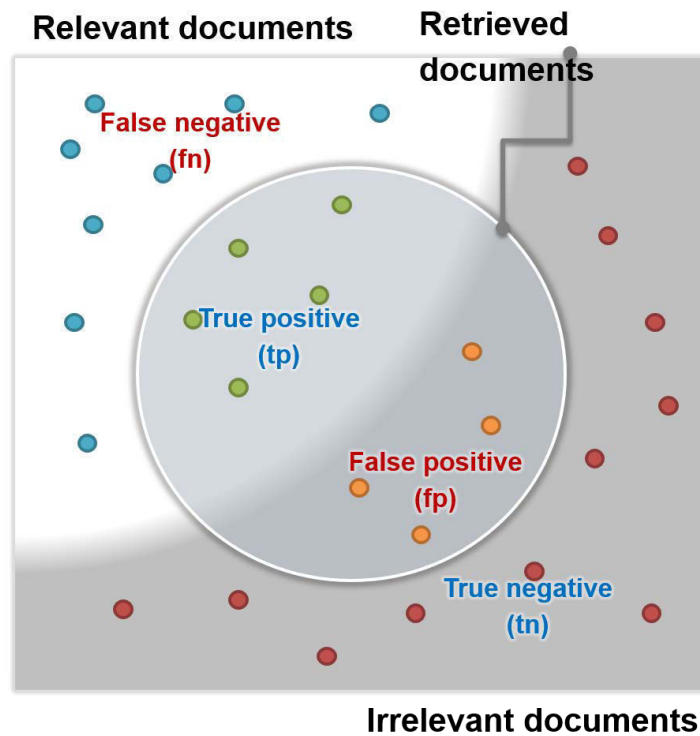 Relevant documents
Retrieved
documents
False negative
(fn)
True positive
(tp)
False positive
(fp)
True negative
(tn)
Irrelevant documents